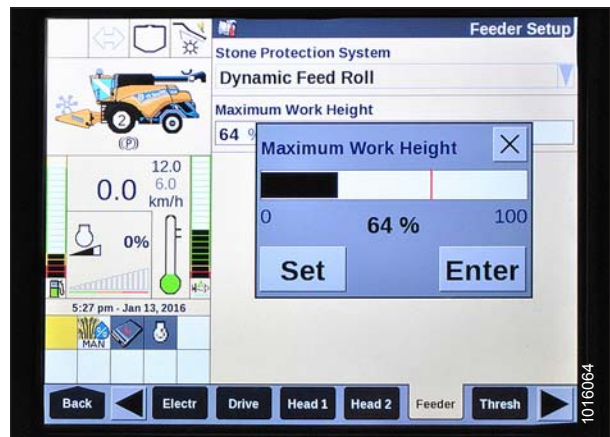 Feeder Setup
Stone Protection System
Dynamic Feed Roll
Maximum Work Height
64 %
Maximum Work Height
0
64 %
100
Set
Enter
2
(P)
0.0
12.0
6.0
km/h
0%
5:27 pm - Jan 13, 2016
MAN
Back
Electr
Drive
Head 1
Head 2
Feeder
Thresh
1016064